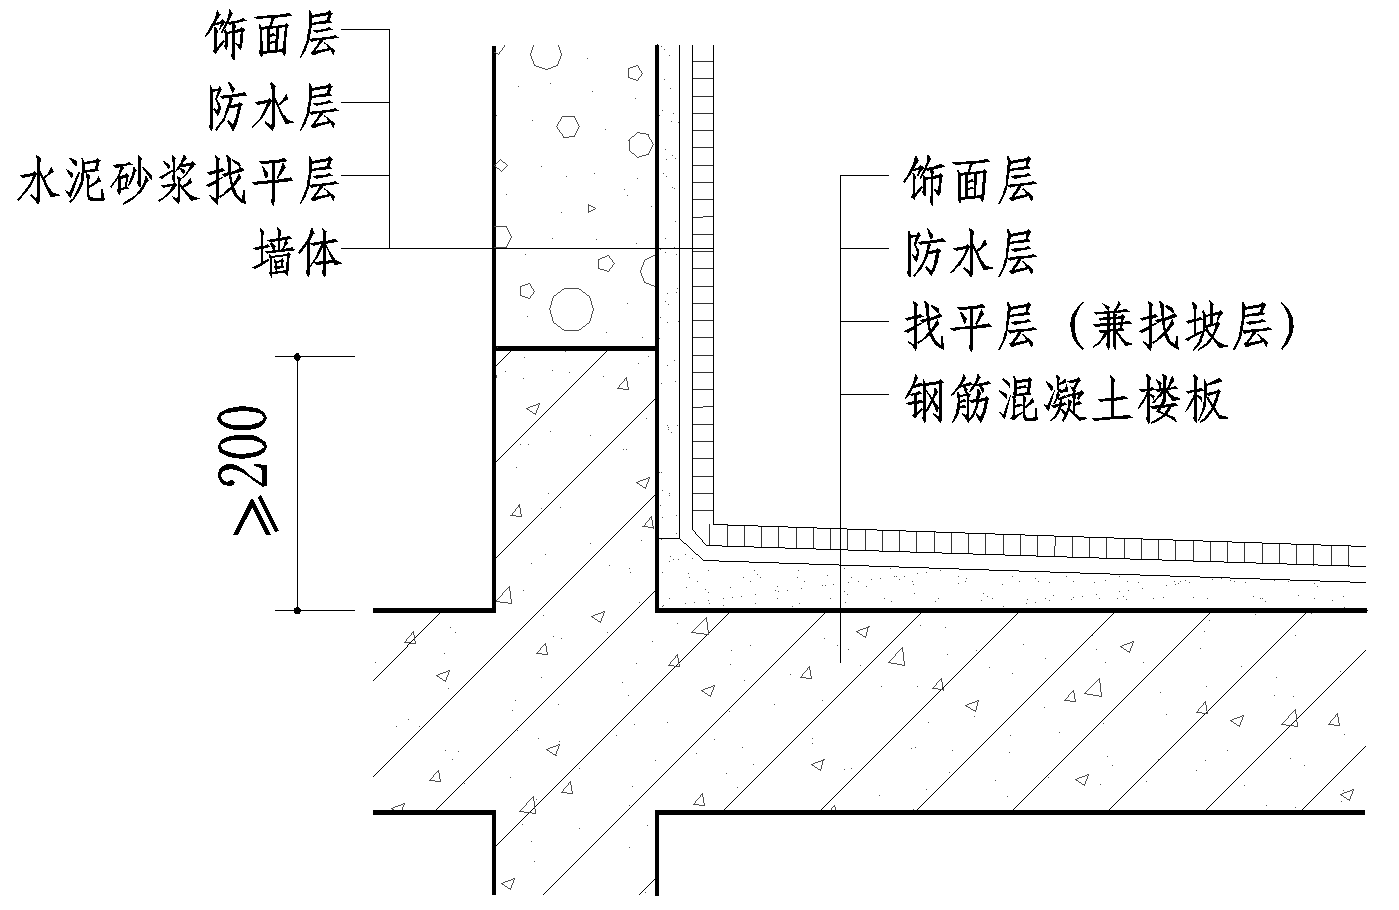 饰面层
防水层
水泥砂浆找平层
墙体
≥200
饰面层
防水层
找平层（兼找坡层）
钢筋混凝土楼板